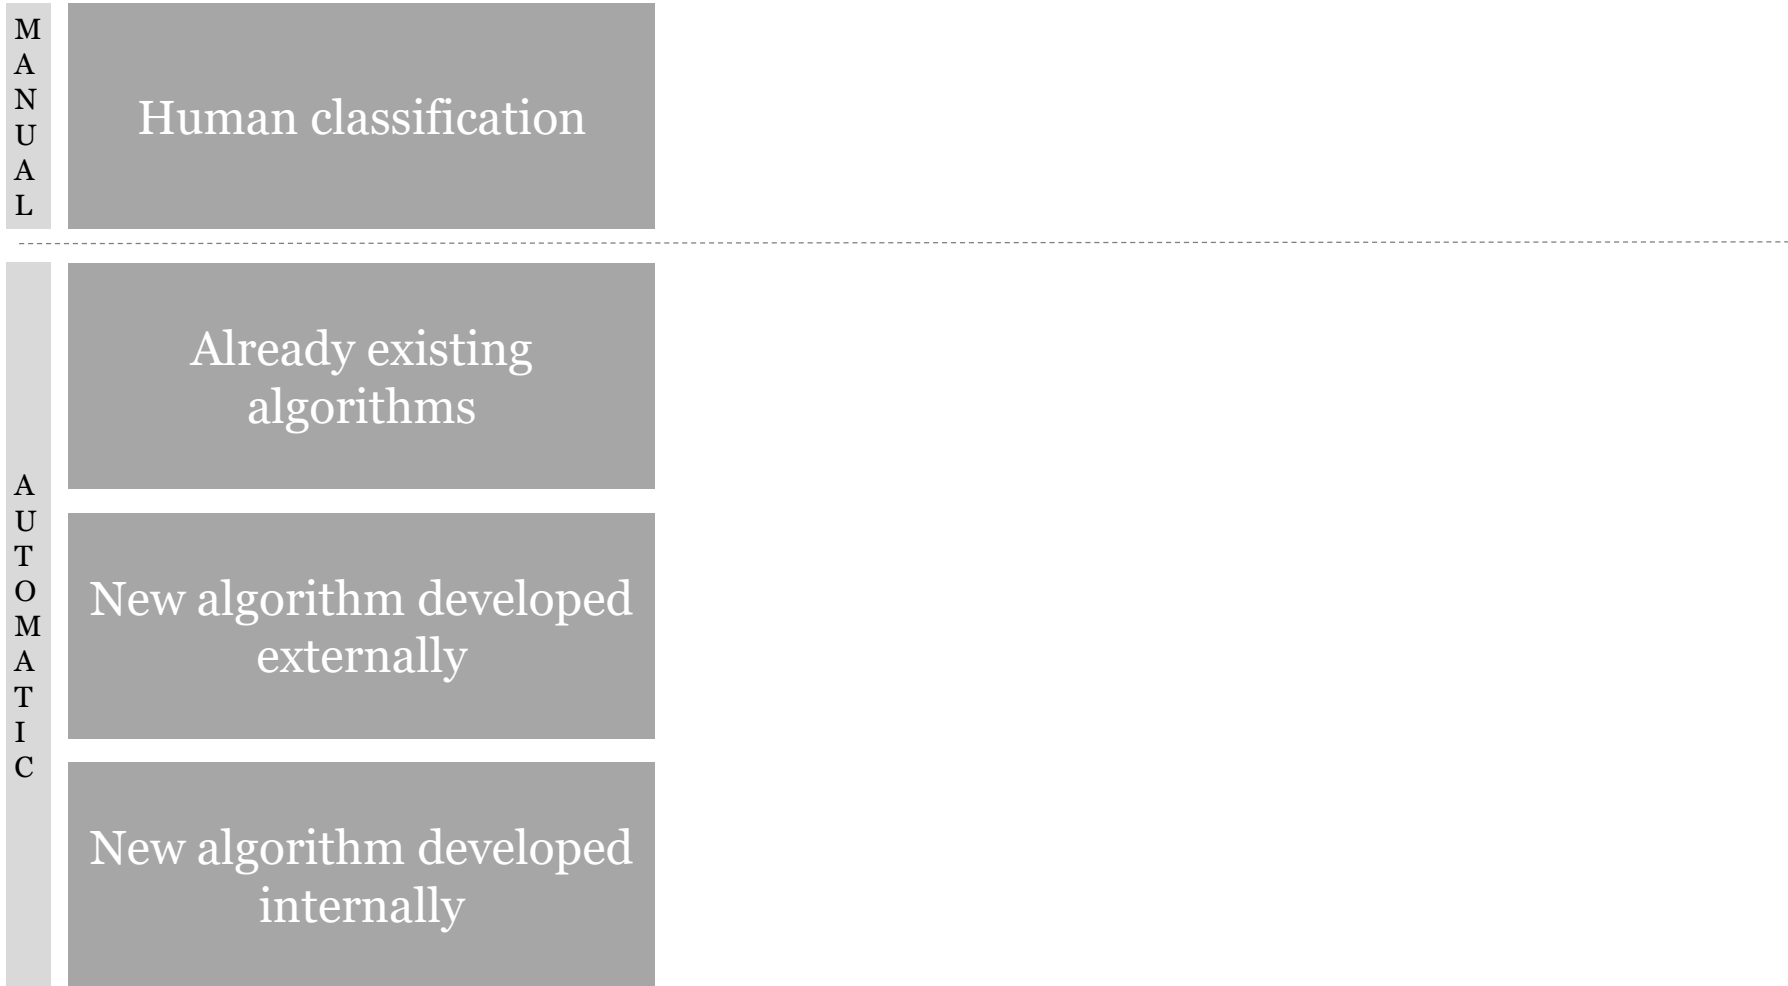 MANUAL
Human classification
AUTOMATIC
Already existing
algorithms
New algorithm developed
externally
New algorithm developed
internally